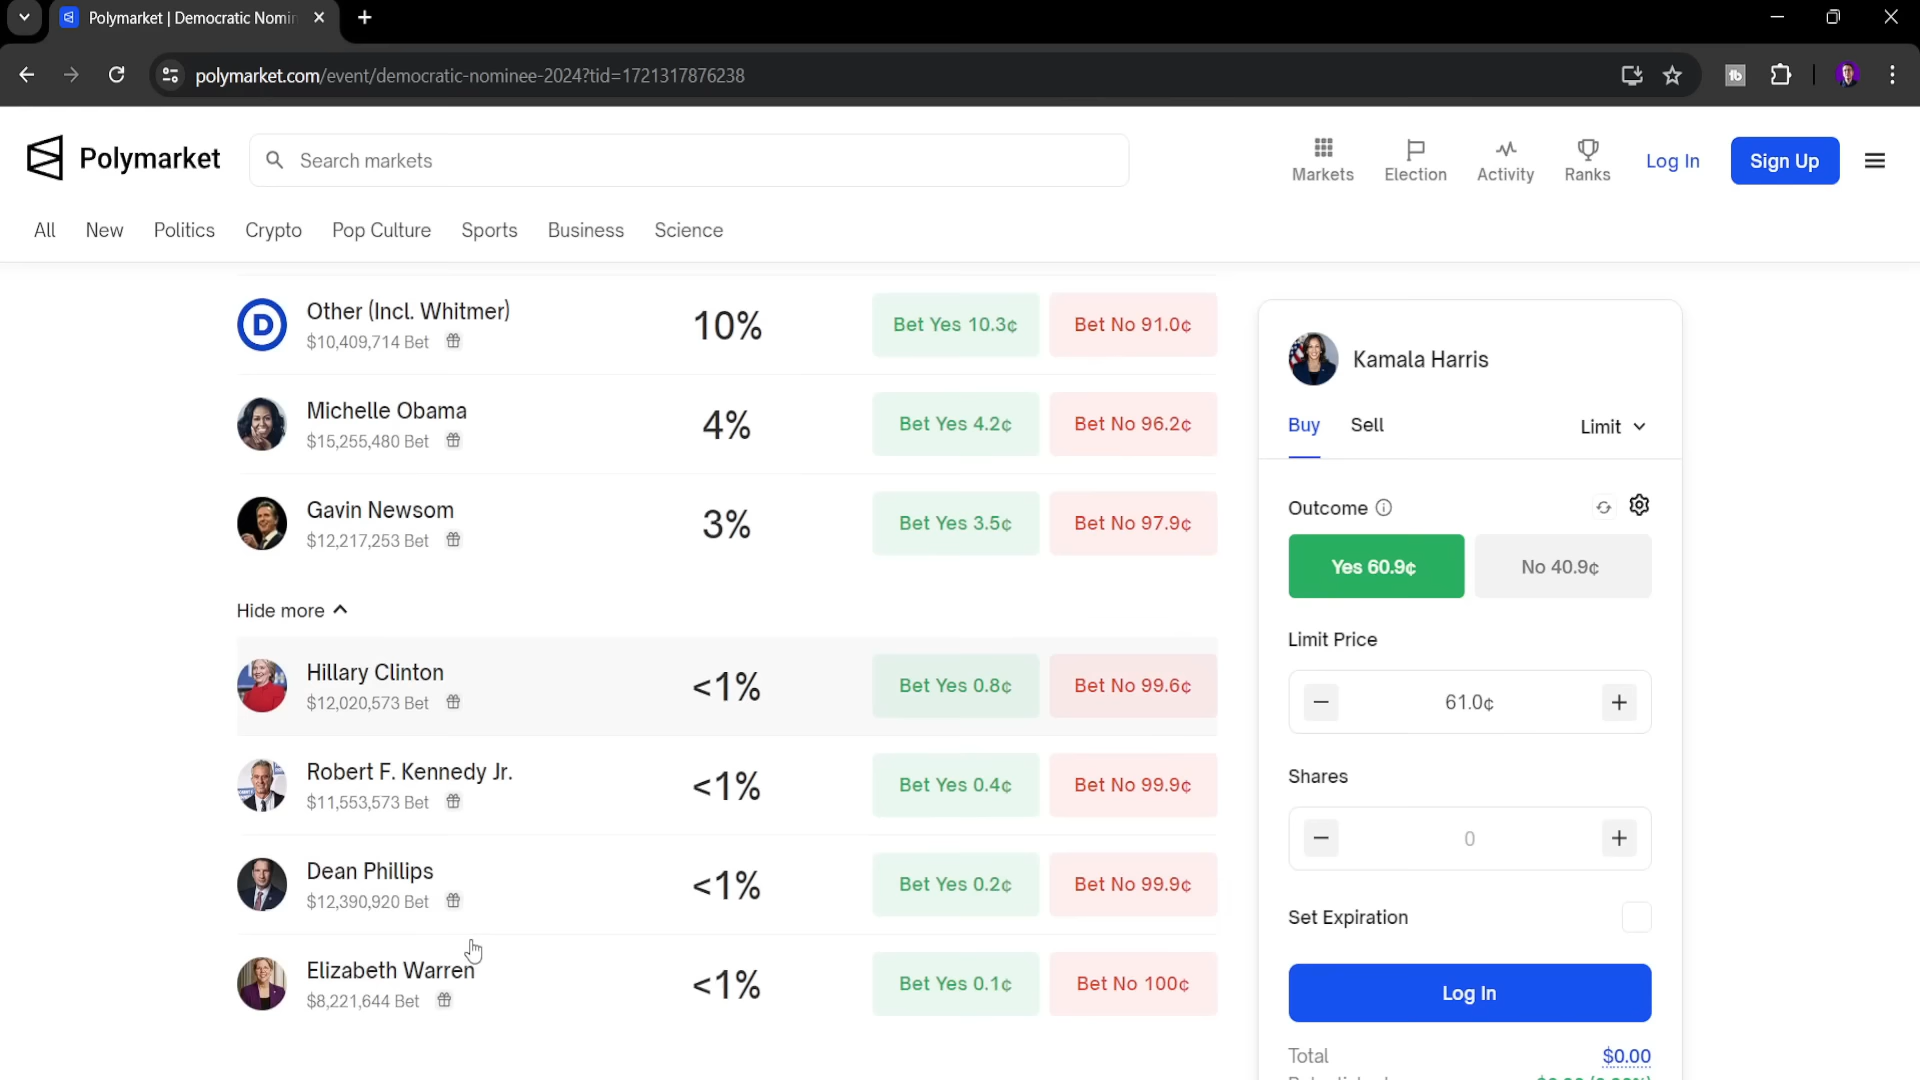 Polymarket | Democratic Nomin
polymarket.com/event/democratic-nominee-2024?tid=1721317876238
Polymarket
Search markets
Markets
Election
Activity
Ranks
Log In
Sign Up
All
New
Politics
Crypto
Pop Culture
Sports
Business
Science
Other (Incl. Whitmer)
$10,409,714 Bet
10%
Bet Yes 10.3¢
Bet No 91.0¢
Michelle Obama
$15,255,480 Bet
4%
Bet Yes 4.2¢
Bet No 96.2¢
Gavin Newsom
$12,217,253 Bet
3%
Bet Yes 3.5¢
Bet No 97.9¢
Hide more
Hillary Clinton
$12,020,573 Bet
<1%
Bet Yes 0.8¢
Bet No 99.6¢
Robert F. Kennedy Jr.
$11,553,573 Bet
<1%
Bet Yes 0.4¢
Bet No 99.9¢
Dean Phillips
$12,390,920 Bet
<1%
Bet Yes 0.2¢
Bet No 99.9¢
Elizabeth Warren
$8,221,644 Bet
<1%
Bet Yes 0.1¢
Bet No 100¢
Kamala Harris
Buy
Sell
Limit
Outcome
Yes 60.9¢
No 40.9¢
Limit Price
61.0¢
Shares
0
Set Expiration
Log In
Total
$0.00